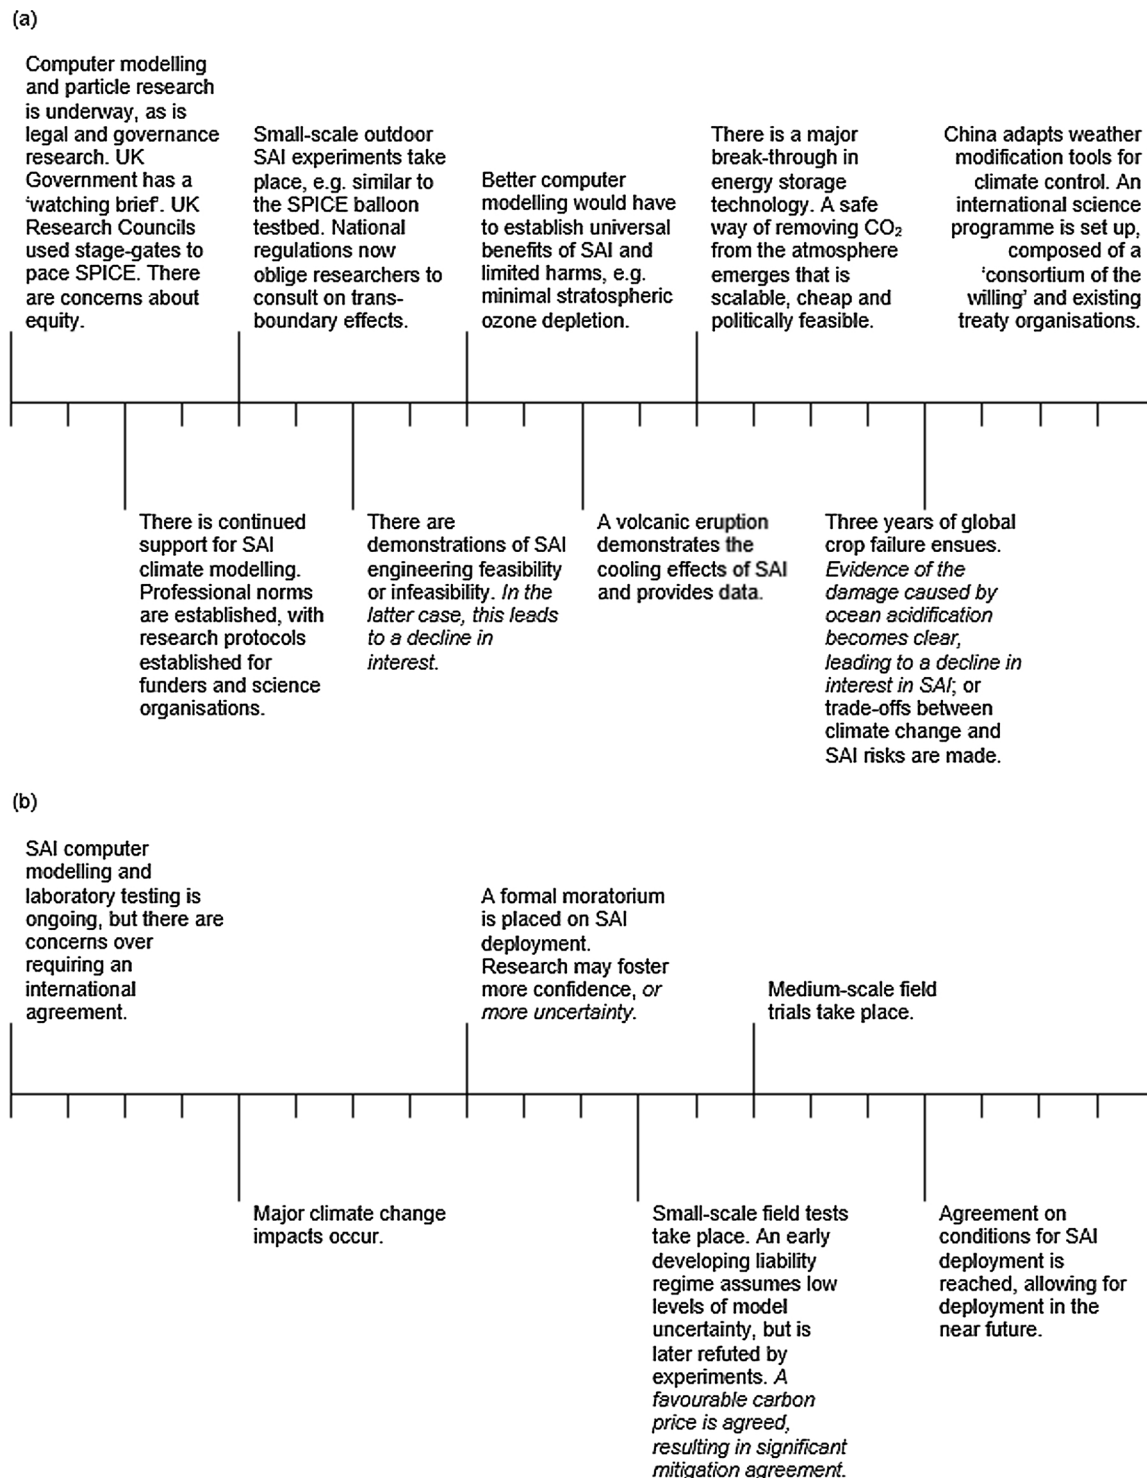 (a)
Computer modelling
and particle research
is underway, as is
legal and governance
research. UK
Government has a
‘watching brief’. UK
Research Councils
used stage-gates to
pace SPICE. There
are concerns about
equity.
Small-scale outdoor
SAI experiments take
place, e.g. similar to
the SPICE balloon
testbed. National
regulations now
oblige researchers to
consult on trans-
boundary effects.
Better computer
modelling would have
to establish universal
benefits of SAI and
limited harms, e.g.
minimal stratospheric
ozone depletion.
There is a major
break-through in
energy storage
technology. A safe
way of removing CO₂
from the atmosphere
emerges that is
scalable, cheap and
politically feasible.
China adapts weather
modification tools for
climate control. An
international science
programme is set up,
composed of a
‘consortium of the
willing’ and existing
treaty organisations.
There is continued
support for SAI
climate modelling.
Professional norms
are established, with
research protocols
established for
funders and science
organisations.
There are
demonstrations of SAI
engineering feasibility
or infeasibility. In the
latter case, this leads
to a decline in
interest.
A volcanic eruption
demonstrates the
cooling effects of SAI
and provides data.
Three years of global
crop failure ensues.
Evidence of the
damage caused by
ocean acidification
becomes clear,
leading to a decline in
interest in SAI; or
trade-offs between
climate change and
SAI risks are made.
(b)
SAI computer
modelling and
laboratory testing is
ongoing, but there are
concerns over
requiring an
international
agreement.
A formal moratorium
is placed on SAI
deployment.
Research may foster
more confidence, or
more uncertainty.
Medium-scale field
trials take place.
Major climate change
impacts occur.
Small-scale field tests
take place. An early
developing liability
regime assumes low
levels of model
uncertainty, but is
later refuted by
experiments. A
favourable carbon
price is agreed,
resulting in significant
mitigation agreement.
Agreement on
conditions for SAI
deployment is
reached, allowing for
deployment in the
near future.